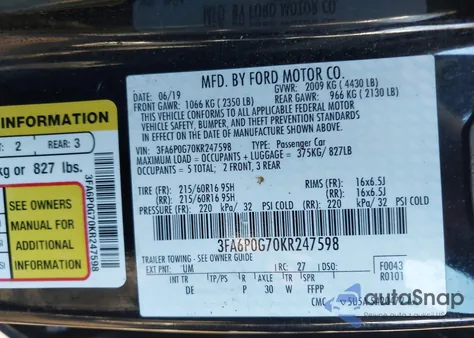 MFD. BY FORD MOTOR CO.
06/19
GVWR: 2009 KG ( 4430 LB)
FRONT GAWR: 1066 KG ( 2350 LB)
REAR GAWR: 966 KG ( 2130 LB)
THIS VEHICLE CONFORMS TO ALL APPLICABLE FEDERAL MOTOR
VEHICLE SAFETY, BUMPER, AND THEFT PREVENTION STANDARDS IN
EFFECT ON THE DATE OF MANUFACTURE SHOWN ABOVE.
VIN: 3FA6P0G70KR247598
TYPE: Passenger Car
MAXIMUM LOAD = OCCUPANTS + LUGGAGE = 375KG/ 827LB
OCCUPANTS = 5 TOTAL: 2 FRONT, 3 REAR
TIRE (FR): 215/60R16 95H
RIMS (FR): 16x6.5J
TIRE (RR): 215/60R16 95H
(RR): 16x6.5J
PRESSURE (FR): 220 kPa/ 32 PSI COLD
(RR): 220 kPa/ 32 PSI COLD
3FA6P0G70KR247598
TRAILER TOWING - SEE OWNER GUIDE
EXT PNT: UM RC: 27 DSO: F0043
INT TR TP/PS R AXLE TR SPR R0101
DE P 30 W FFPP
CMC
INFORMATION
2 REAR: 3
kg or 827 lbs.
SEE OWNERS
MANUAL FOR
ADDITIONAL
INFORMATION
3FA6P0G70KR247598
autoSnap